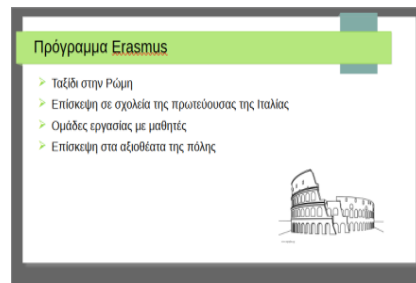 Πρόγραμμα Erasmus
Ταξίδι στην Ρώμη
Επίσκεψη σε σχολεία της πρωτεύουσας της Ιταλίας
Ομάδες εργασίας με μαθητές
Επίσκεψη στα αξιοθέατα της πόλης